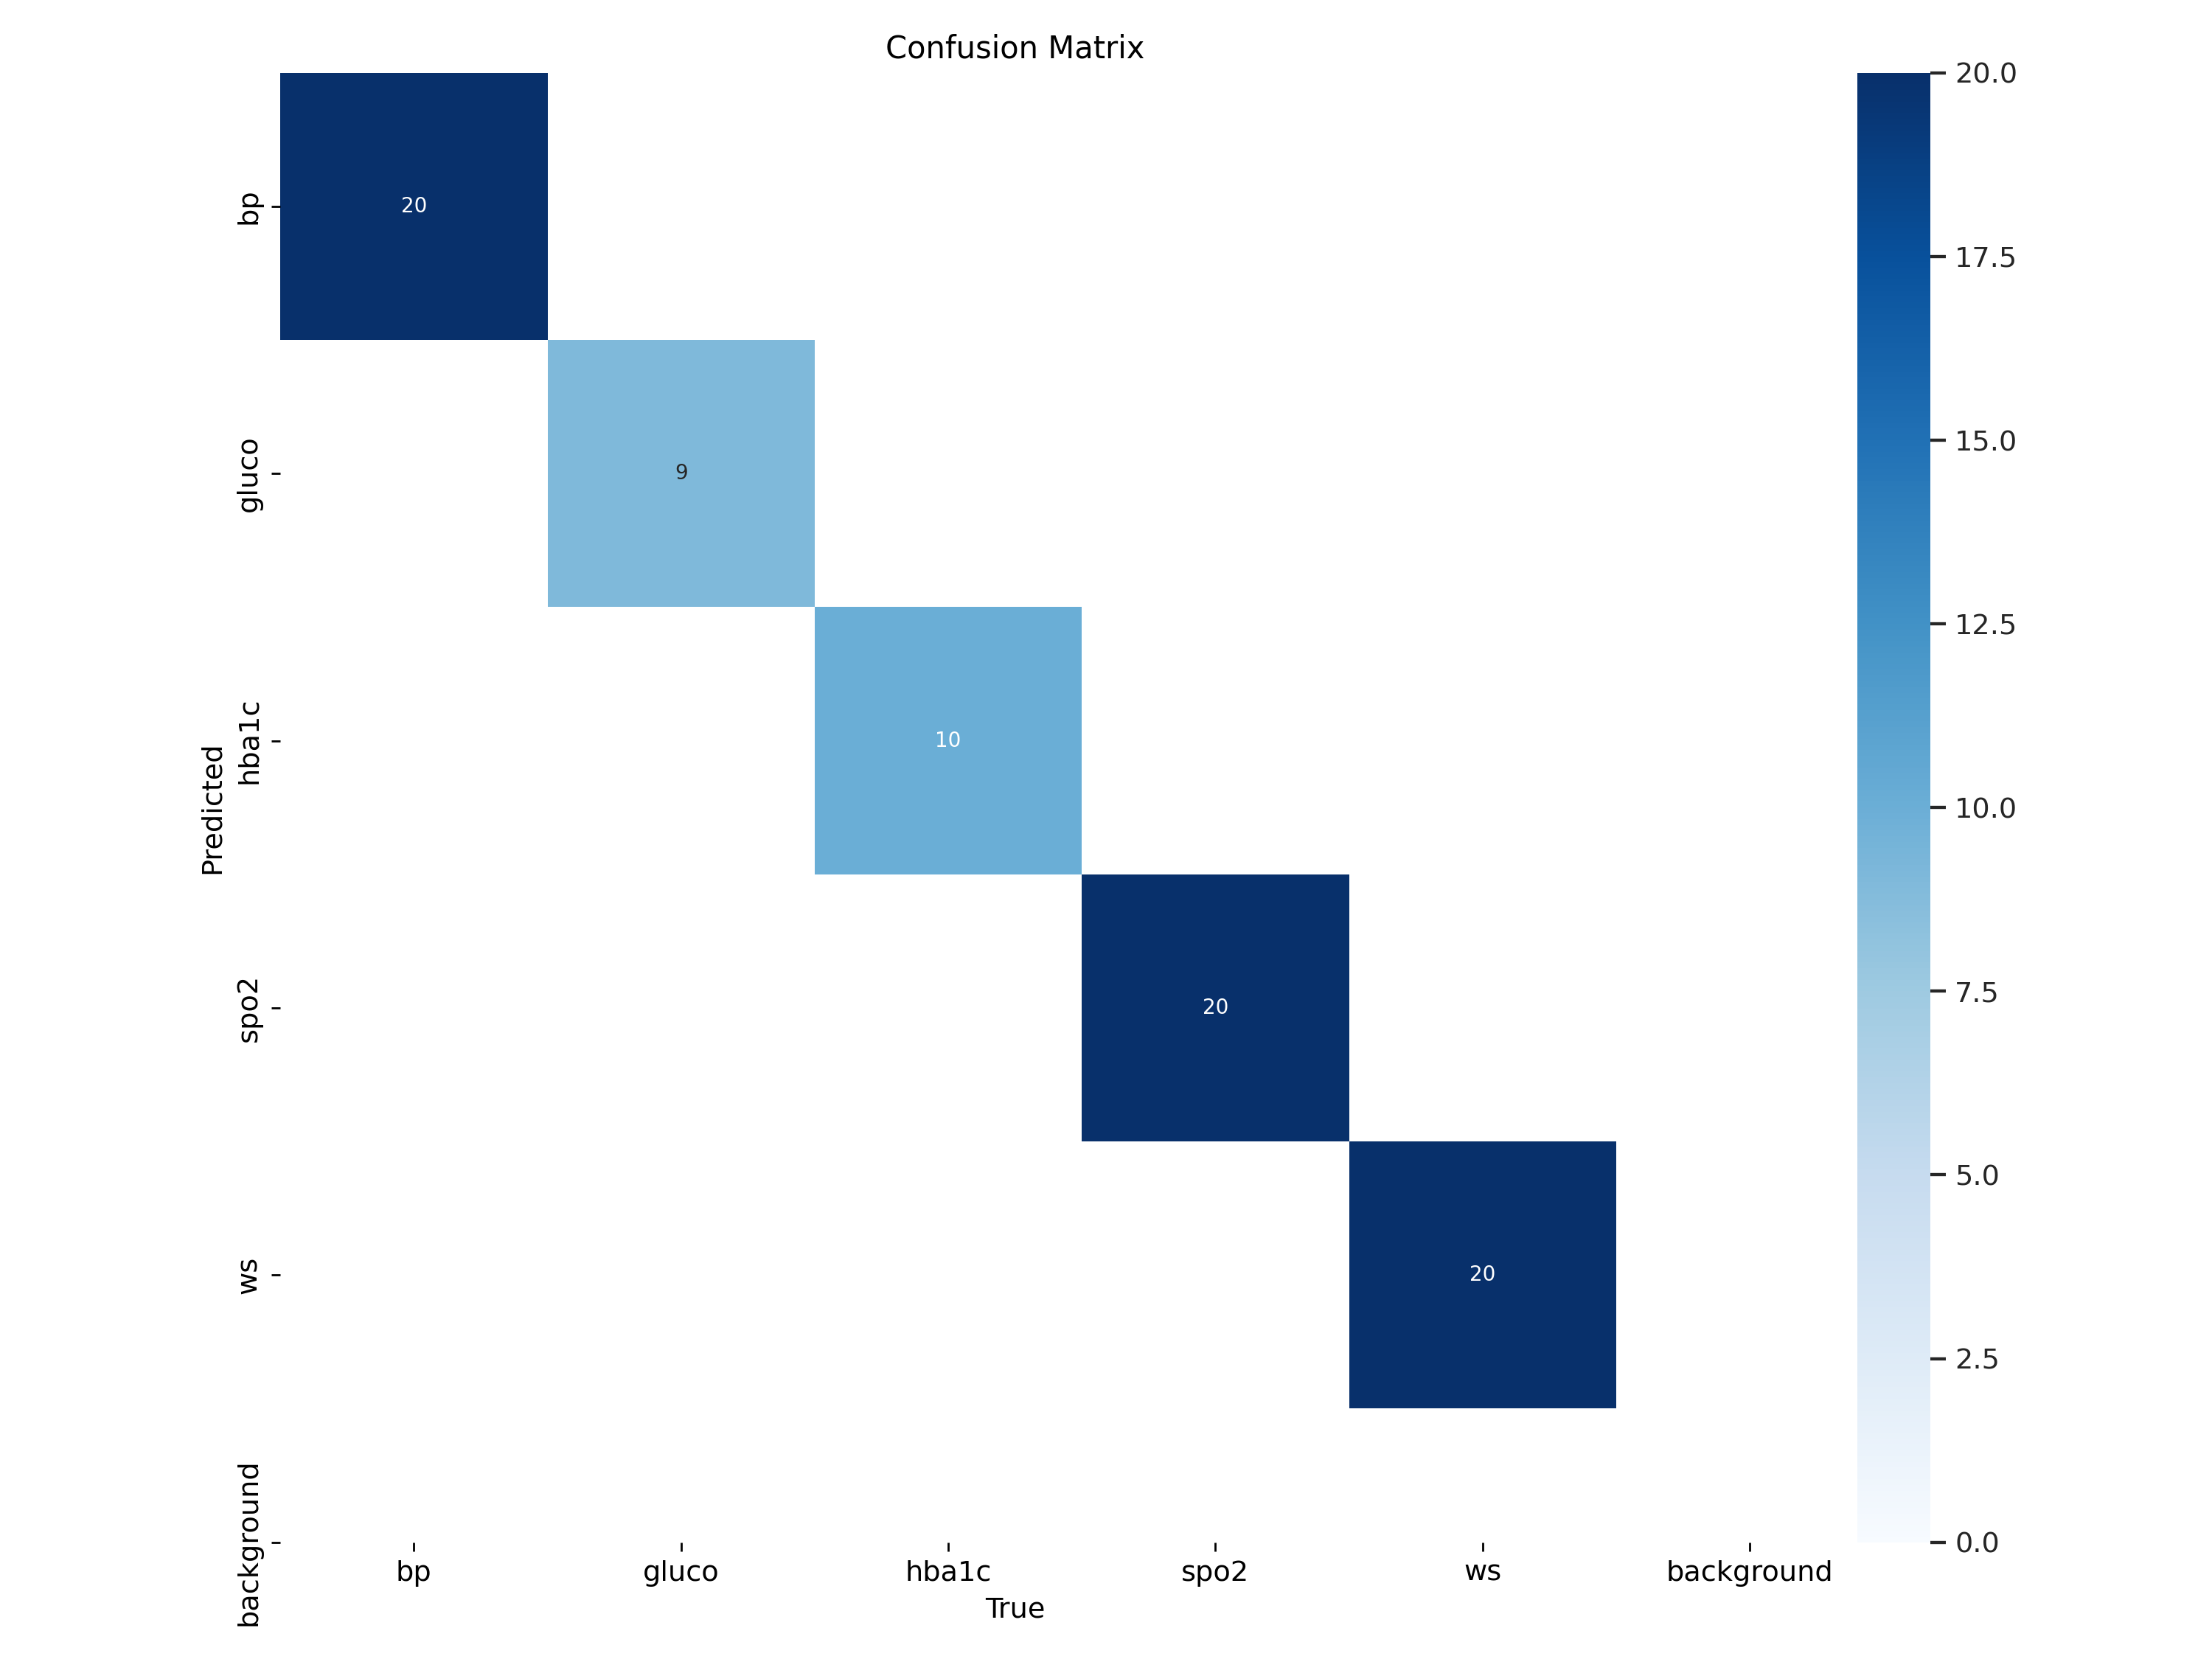 Confusion Matrix
Predicted
bp
gluco
hba1c
spo2
ws
background
20
9
10
20
20
bp gluco hba1c spo2 ws background
True
20.0
17.5
15.0
12.5
10.0
7.5
5.0
2.5
0.0